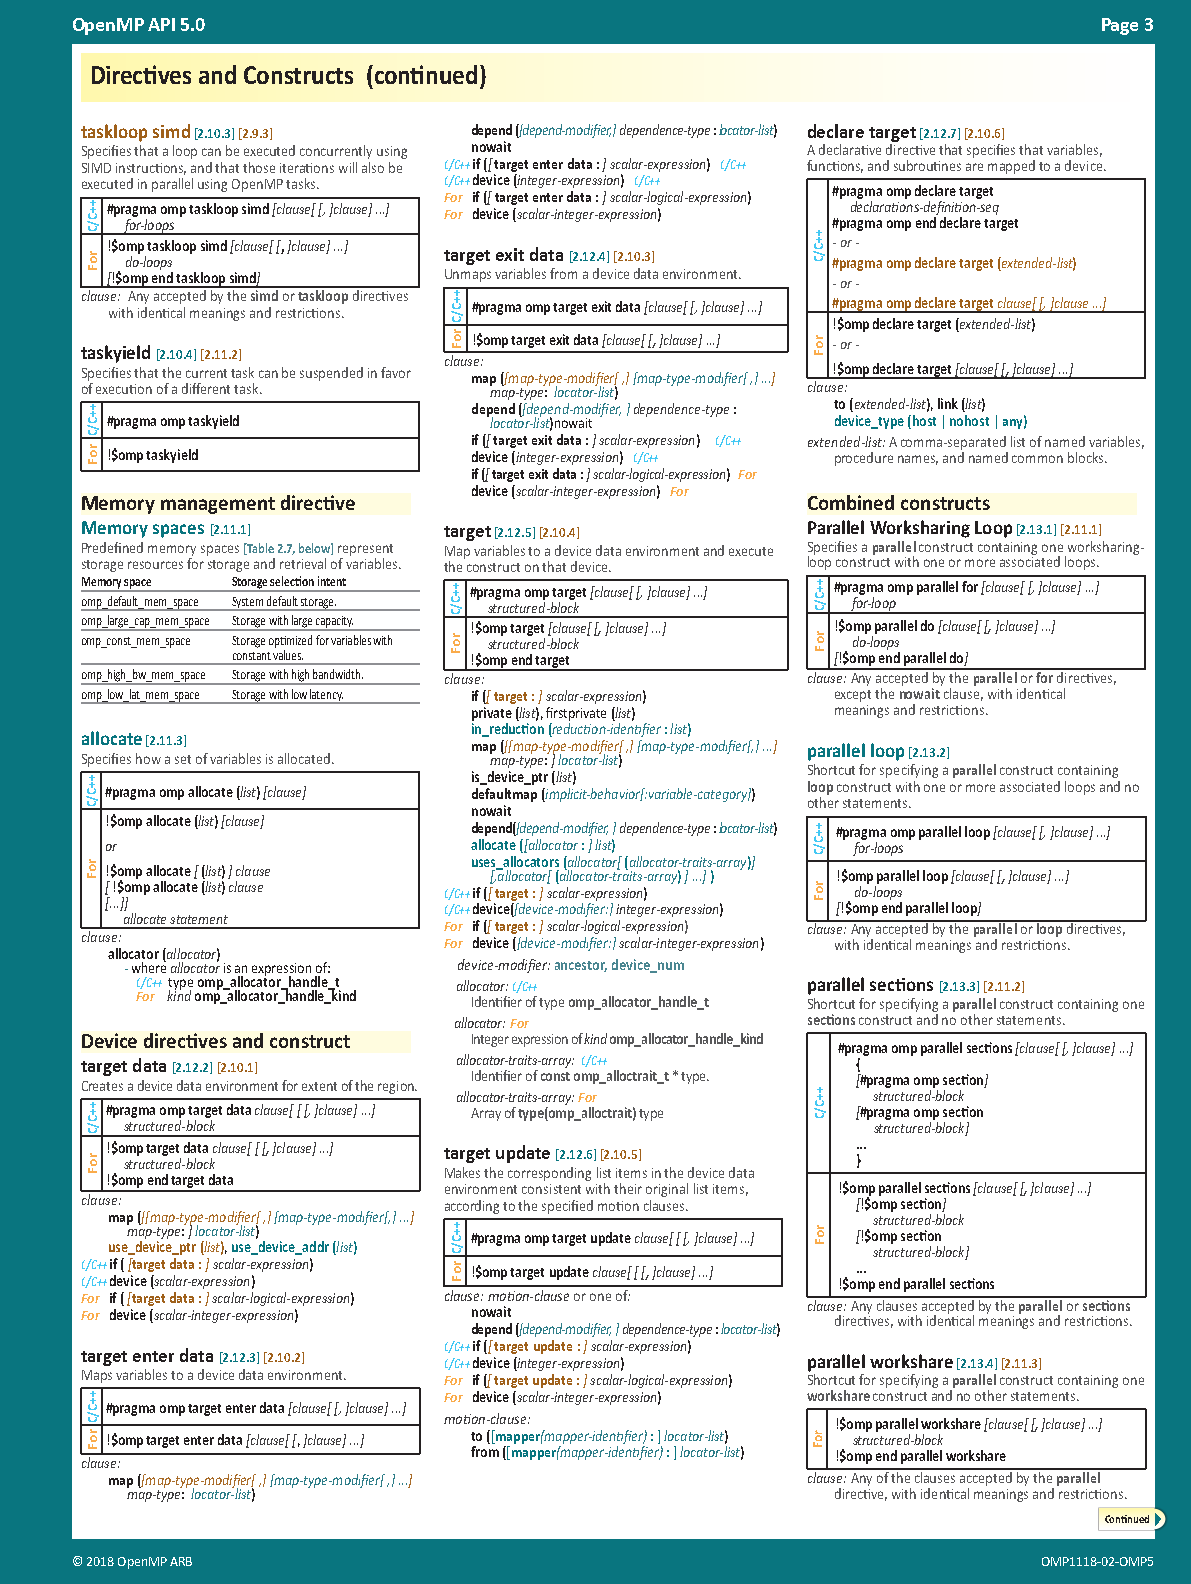 OpenMP API 5.0
Page 3
Directives and Constructs (continued)
taskloop simd [2.10.3] [2.9.3]
Specifies that a loop can be executed concurrently using
SIMD instructions, and that those iterations will also be
executed in parallel using OpenMP tasks.
C/C++
#pragma omp taskloop simd [clause[ [, ]clause] ...]
for-loops
For
!$omp taskloop simd [clause[ [, ]clause] ...]
do-loops
[!$omp end taskloop simd]
clause: Any accepted by the simd or taskloop directives
with identical meanings and restrictions.
taskyield [2.10.4] [2.11.2]
Specifies that the current task can be suspended in favor
of execution of a different task.
C/C++
#pragma omp taskyield
For
!$omp taskyield
Memory management directive
Memory spaces [2.11.1]
Predefined memory spaces [Table 2.7, below] represent
storage resources for storage and retrieval of variables.
Memory space Storage selection intent
omp_default_mem_space System default storage.
omp_large_cap_mem_space Storage with large capacity.
omp_const_mem_space Storage optimized for variables with
constant values.
omp_high_bw_mem_space Storage with high bandwidth.
omp_low_lat_mem_space Storage with low latency.
allocate [2.11.3]
Specifies how a set of variables is allocated.
C/C++
#pragma omp allocate (list) [clause]
For
!$omp allocate (list) [clause]
or
!$omp allocate [ (list) ] clause
[ !$omp allocate (list) clause
[...]]
allocate statement
clause:
allocator (allocator)
- where allocator is an expression of:
C/C++ type omp_allocator_handle_t
For kind omp_allocator_handle_kind
Device directives and construct
target data [2.12.2] [2.10.1]
Creates a device data environment for extent of the region.
C/C++
#pragma omp target data clause[ [ [, ]clause] ...]
structured-block
For
!$omp target data clause[ [ [, ]clause] ...]
structured-block
!$omp end target data
clause:
map ([[map-type-modifier[ ,] [map-type-modifier[,] ...]
map-type: ] locator-list)
use_device_ptr (list), use_device_addr (list)
C/C++ if ( [target data : ] scalar-expression)
C/C++ device (scalar-expression)
For if ( [target data : ] scalar-logical-expression)
For device (scalar-integer-expression)
target enter data [2.12.3] [2.10.2]
Maps variables to a device data environment.
C/C++
#pragma omp target enter data [clause[ [, ]clause] ...]
For
!$omp target enter data [clause[ [, ]clause] ...]
clause:
map ([map-type-modifier[ ,] [map-type-modifier[ ,] ...]
map-type: locator-list)
depend ([depend-modifier,] dependence-type : locator-list)
nowait
C/C++ if ([ target enter data : ] scalar-expression) C/C++
C/C++ device (integer-expression) C/C++
For if ([ target enter data : ] scalar-logical-expression)
For device (scalar-integer-expression)
target exit data [2.12.4] [2.10.3]
Unmaps variables from a device data environment.
C/C++
#pragma omp target exit data [clause[ [, ]clause] ...]
For
!$omp target exit data [clause[ [, ]clause] ...]
clause:
map ([map-type-modifier[ ,] [map-type-modifier[ ,] ...]
map-type: locator-list)
depend ([depend-modifier, ] dependence-type :
locator-list)nowait
if ([ target exit data : ] scalar-expression) C/C++
device (integer-expression) C/C++
if ([ target exit data : ] scalar-logical-expression) For
device (scalar-integer-expression) For
target [2.12.5] [2.10.4]
Map variables to a device data environment and execute
the construct on that device.
C/C++
#pragma omp target [clause[ [, ]clause] ...]
structured-block
For
!$omp target [clause[ [, ]clause] ...]
structured-block
!$omp end target
clause:
if ([ target : ] scalar-expression)
private (list), firstprivate (list)
in_reduction (reduction-identifier : list)
map ([[map-type-modifier[ ,] [map-type-modifier[,] ...]
map-type: ] locator-list)
is_device_ptr (list)
defaultmap (implicit-behavior[:variable-category])
nowait
depend([depend-modifier, ] dependence-type : locator-list)
allocate ([allocator : ] list)
uses_allocators (allocator[ (allocator-traits-array)]
[,allocator[ (allocator-traits-array) ] ...] )
C/C++ if ([ target : ] scalar-expression)
C/C++ device([device-modifier:] integer-expression)
For if ([ target : ] scalar-logical-expression)
For device ([device-modifier:] scalar-integer-expression)
device-modifier: ancestor, device_num
allocator: C/C++
Identifier of type omp_allocator_handle_t
allocator: For
Integer expression of kind omp_allocator_handle_kind
allocator-traits-array: C/C++
Identifier of const omp_alloctrait_t * type.
allocator-traits-array: For
Array of type(omp_alloctrait) type
target update [2.12.6] [2.10.5]
Makes the corresponding list items in the device data
environment consistent with their original list items,
according to the specified motion clauses.
C/C++
#pragma omp target update clause[ [ [, ]clause] ...]
For
!$omp target update clause[ [ [, ]clause] ...]
clause: motion-clause or one of:
nowait
depend ([depend-modifier, ] dependence-type : locator-list)
C/C++ if ([ target update : ] scalar-expression)
C/C++ device (integer-expression)
For if ([ target update : ] scalar-logical-expression)
For device (scalar-integer-expression)
motion-clause:
to ([mapper(mapper-identifier) : ] locator-list)
from ([mapper(mapper-identifier) : ] locator-list)
declare target [2.12.7] [2.10.6]
A declarative directive that specifies that variables,
functions, and subroutines are mapped to a device.
C/C++
#pragma omp declare target
declarations-definition-seq
#pragma omp end declare target
- or -
#pragma omp declare target (extended-list)
- or -
#pragma omp declare target clause[ [, ]clause ...]
For
!$omp declare target (extended-list)
- or -
!$omp declare target [clause[ [, ]clause] ...]
clause:
to (extended-list), link (list)
device_type (host | nohost | any)
extended-list: A comma-separated list of named variables,
procedure names, and named common blocks.
Combined constructs
Parallel Worksharing Loop [2.13.1] [2.11.1]
Specifies a parallel construct containing one worksharing-
loop construct with one or more associated loops.
C/C++
#pragma omp parallel for [clause[ [, ]clause] ...]
for-loop
For
!$omp parallel do [clause[ [, ]clause] ...]
do-loops
[!$omp end parallel do]
clause: Any accepted by the parallel or for directives,
except the nowait clause, with identical
meanings and restrictions.
parallel loop [2.13.2]
Shortcut for specifying a parallel construct containing
loop construct with one or more associated loops and no
other statements.
C/C++
#pragma omp parallel loop [clause[ [, ]clause] ...]
for-loops
For
!$omp parallel loop [clause[ [, ]clause] ...]
do-loops
[!$omp end parallel loop]
clause: Any accepted by the parallel or loop directives,
with identical meanings and restrictions.
parallel sections [2.13.3] [2.11.2]
Shortcut for specifying a parallel construct containing one
sections construct and no other statements.
C/C++
#pragma omp parallel sections [clause[ [, ]clause] ...]
{
[#pragma omp section]
structured-block
[#pragma omp section
structured-block]
...
}
For
!$omp parallel sections [clause[ [, ]clause] ...]
[!$omp section]
structured-block
[!$omp section
structured-block]
...
!$omp end parallel sections
clause: Any clauses accepted by the parallel or sections
directives, with identical meanings and restrictions.
parallel workshare [2.13.4] [2.11.3]
Shortcut for specifying a parallel construct containing one
workshare construct and no other statements.
For
!$omp parallel workshare [clause[ [, ]clause] ...]
structured-block
!$omp end parallel workshare
clause: Any of the clauses accepted by the parallel
directive, with identical meanings and restrictions.
Continued
© 2018 OpenMP ARB
OMP1118-02-OMP5